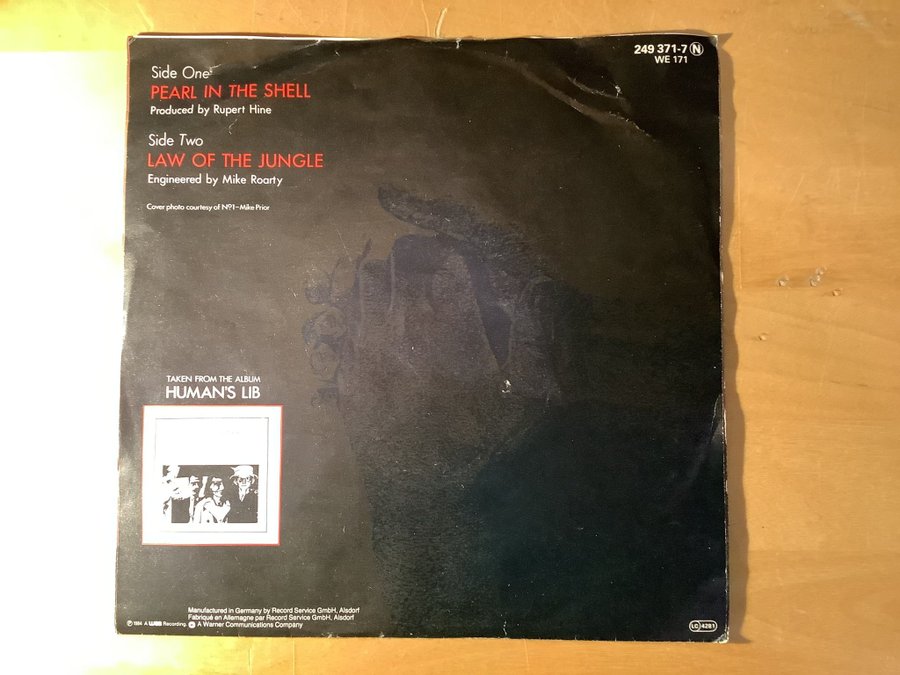 Side One
PEARL IN THE SHELL
Produced by Rupert Hine
249 371-7 N
WE 171
Side Two
LAW OF THE JUNGLE
Engineered by Mike Roarty
Cover photo courtesy of Nº1–Mike Prior
TAKEN FROM THE ALBUM
HUMAN'S LIB
Manufactured in Germany by Record Service GmbH, Alsdorf
Fabriqué en Allemagne par Record Service GmbH, Alsdorf
℗ 1984 A wea Recording. A Warner Communications Company
LC 4281